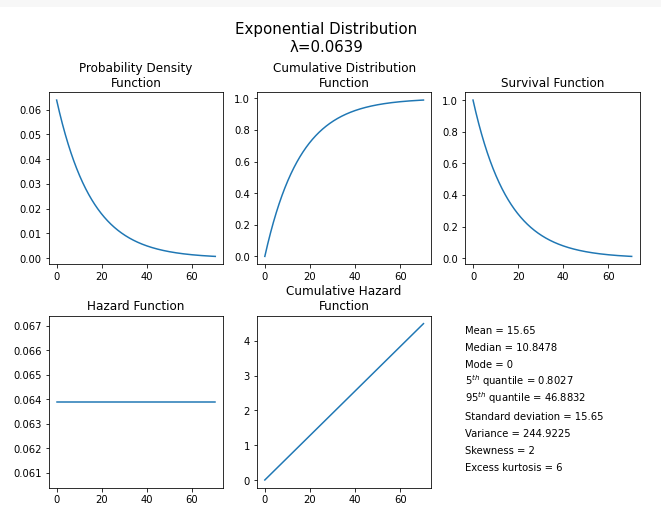 Exponential Distribution
λ=0.0639
Probability Density
Function
0.06
0.05
0.04
0.03
0.02
0.01
0.00
0 20 40 60
Cumulative Distribution
Function
1.0
0.8
0.6
0.4
0.2
0.0
0 20 40 60
Survival Function
1.0
0.8
0.6
0.4
0.2
0.0
0 20 40 60
Hazard Function
0.067
0.066
0.065
0.064
0.063
0.062
0.061
0 20 40 60
Cumulative Hazard
Function
4
3
2
1
0
0 20 40 60
Mean = 15.65
Median = 10.8478
Mode = 0
5th quantile = 0.8027
95th quantile = 46.8832
Standard deviation = 15.65
Variance = 244.9225
Skewness = 2
Excess kurtosis = 6